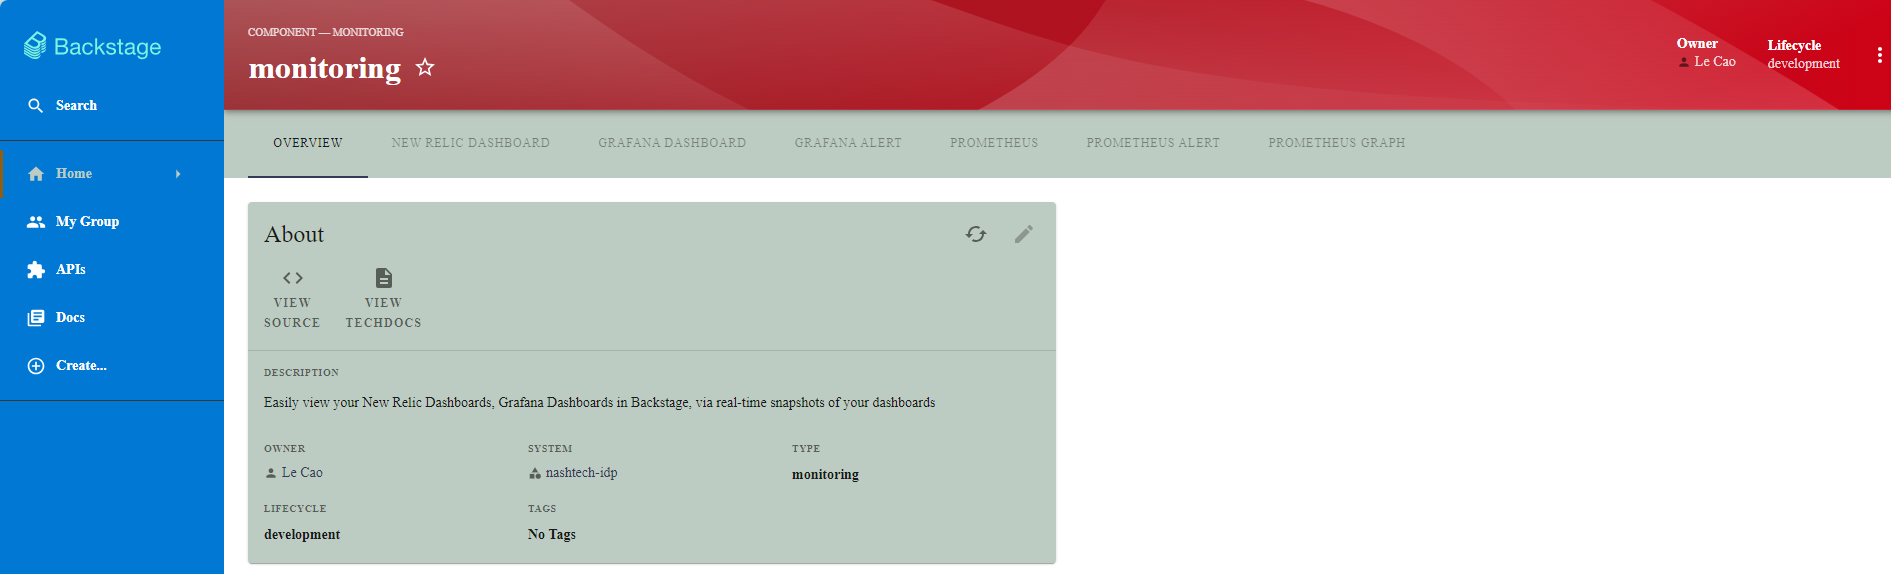 Backstage
Search
Home
My Group
APIs
Docs
Create...
COMPONENT — MONITORING
monitoring
Owner
Le Cao
Lifecycle
development
OVERVIEW
NEW RELIC DASHBOARD
GRAFANA DASHBOARD
GRAFANA ALERT
PROMETHEUS
PROMETHEUS ALERT
PROMETHEUS GRAPH
About
VIEW
SOURCE
VIEW
TECHDOCS
DESCRIPTION
Easily view your New Relic Dashboards, Grafana Dashboards in Backstage, via real-time snapshots of your dashboards
OWNER
Le Cao
SYSTEM
nashtech-idp
TYPE
monitoring
LIFECYCLE
development
TAGS
No Tags